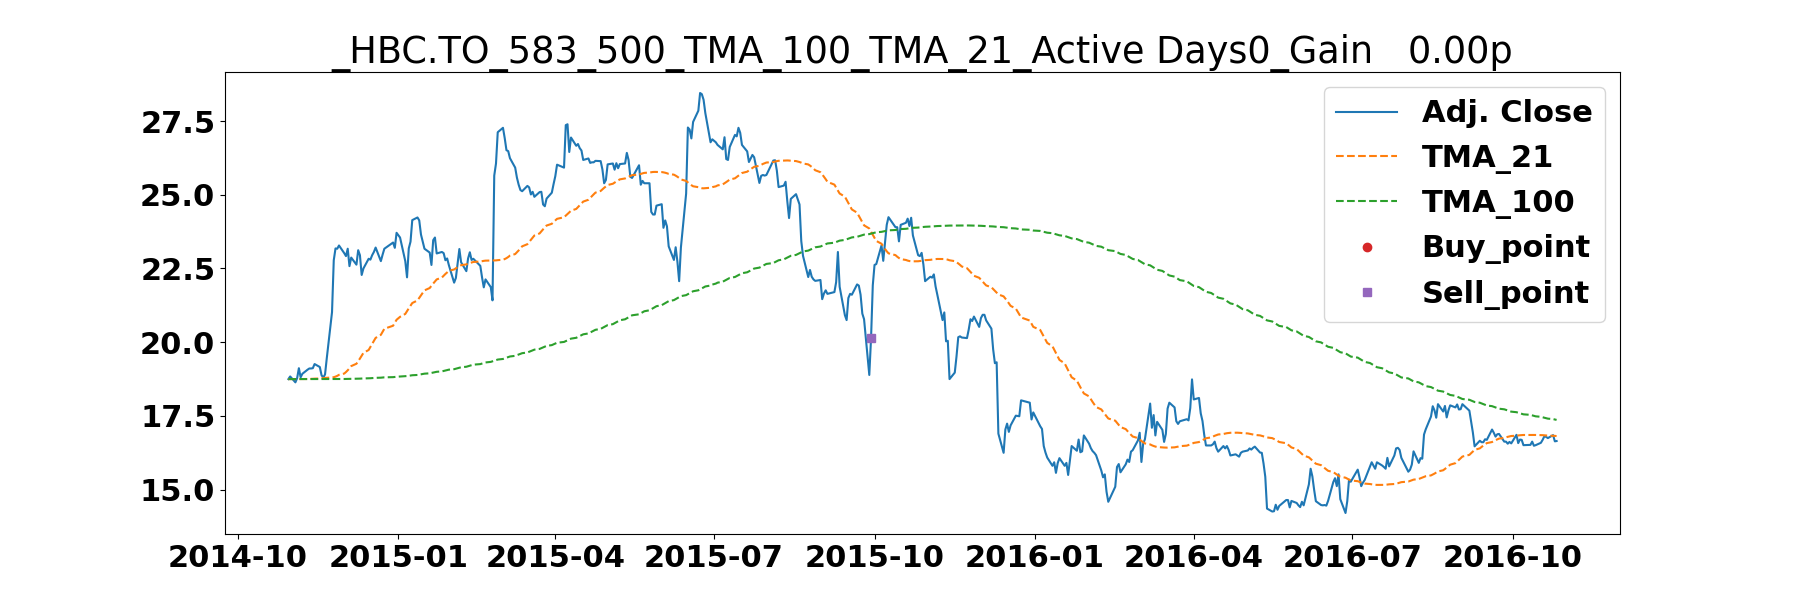 _HBC.TO_583_500_TMA_100_TMA_21_Active Days0_Gain   0.00p
27.5
25.0
22.5
20.0
17.5
15.0
Adj. Close
TMA_21
TMA_100
Buy_point
Sell_point
2014-10 2015-01 2015-04 2015-07 2015-10 2016-01 2016-04 2016-07 2016-10